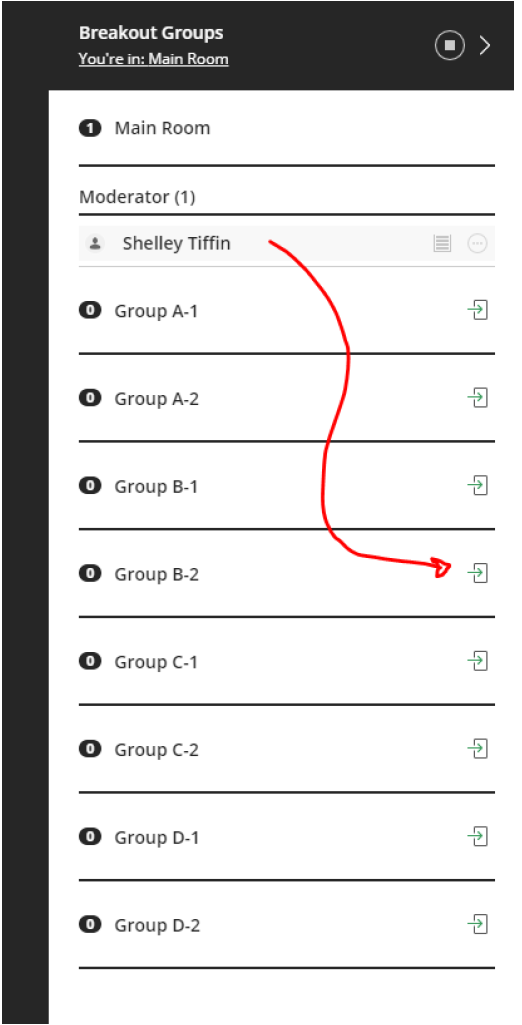 Breakout Groups
You're in: Main Room
1 Main Room
Moderator (1)
Shelley Tiffin
0 Group A-1
0 Group A-2
0 Group B-1
0 Group B-2
0 Group C-1
0 Group C-2
0 Group D-1
0 Group D-2